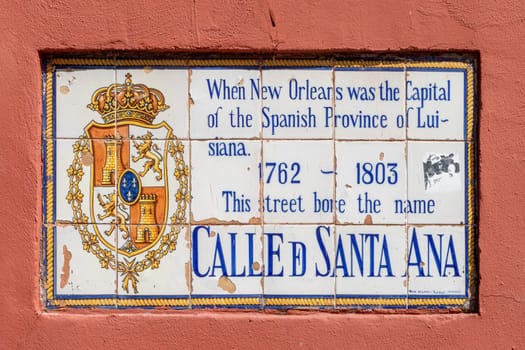 When New Orleans was the Capital
of the Spanish Province of Lui-
siana.
1762 ~ 1803
This street bore the name
CALLE D SANTA ANA